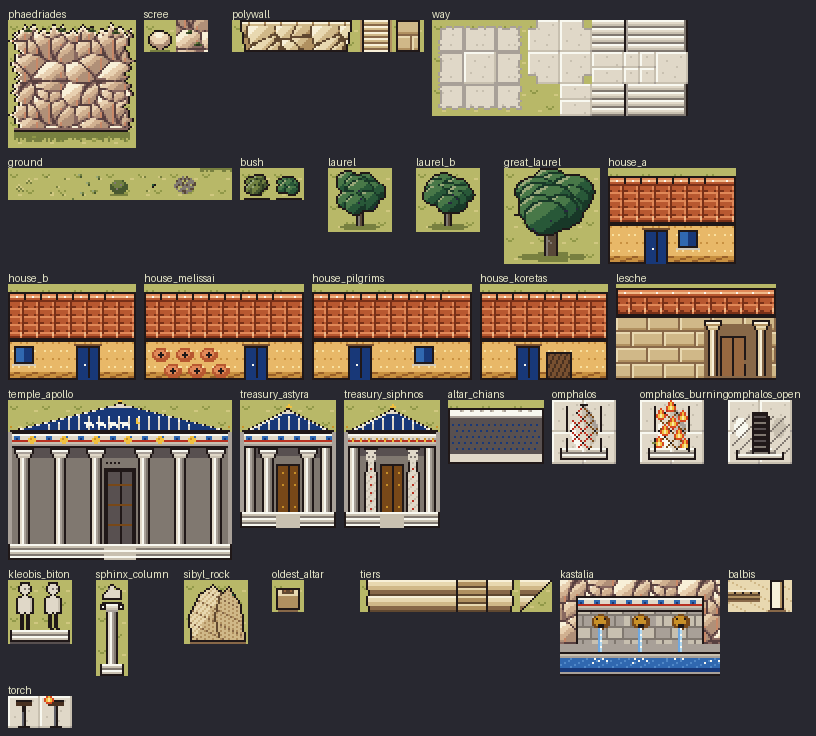 phaedriades scree polywall way
ground bush laurel laurel_b great_laurel house_a
house_b house_melissai house_pilgrims house_koretas lesche
temple_apollo treasury_astyra treasury_siphnos altar_chians omphalos omphalos_burning omphalos_open
kleobis_biton sphinx_column sibyl_rock oldest_altar tiers kastalia balbis
torch